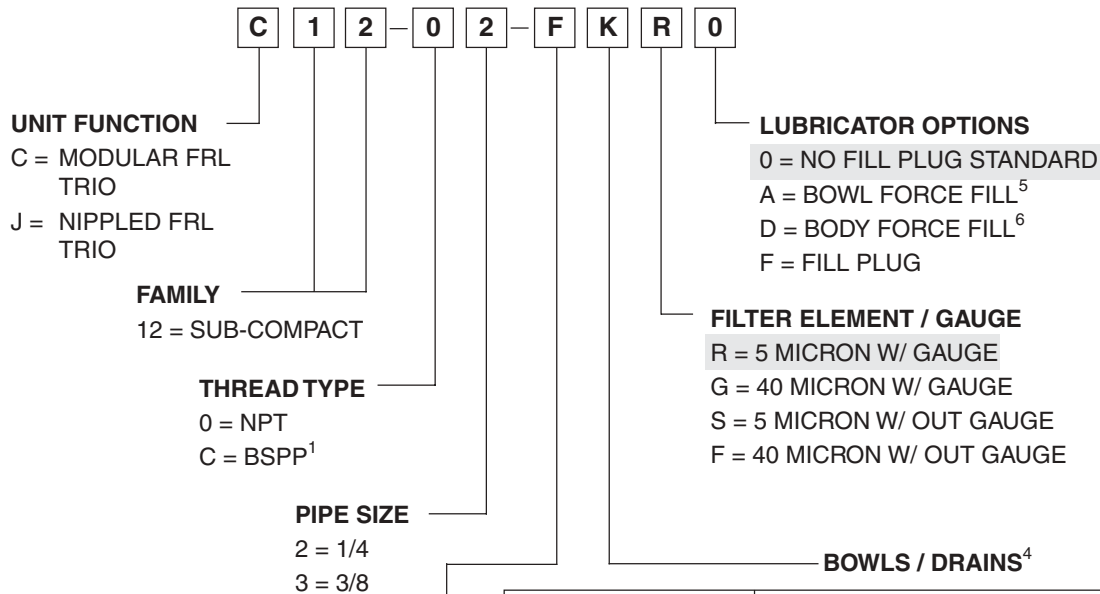 C 1 2 – 0 2 – F K R 0
UNIT FUNCTION
C = MODULAR FRL
TRIO
J = NIPPLED FRL
TRIO
FAMILY
12 = SUB-COMPACT
THREAD TYPE
0 = NPT
C = BSPP¹
PIPE SIZE
2 = 1/4
3 = 3/8
LUBRICATOR OPTIONS
0 = NO FILL PLUG STANDARD
A = BOWL FORCE FILL⁵
D = BODY FORCE FILL⁶
F = FILL PLUG
FILTER ELEMENT / GAUGE
R = 5 MICRON W/ GAUGE
G = 40 MICRON W/ GAUGE
S = 5 MICRON W/ OUT GAUGE
F = 40 MICRON W/ OUT GAUGE
BOWLS / DRAINS⁴